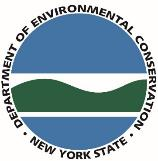 DEPARTMENT OF ENVIRONMENTAL CONSERVATION
• NEW YORK STATE •